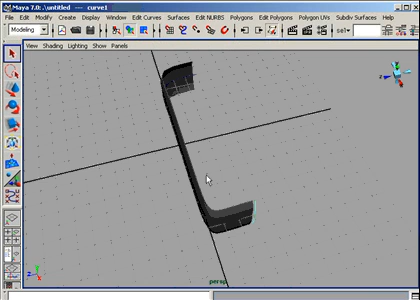 Maya 7.0: .\untitled --- curve1
File Edit Modify Create Display Window Edit Curves Surfaces Edit NURBS Polygons Edit Polygons Polygon UVs Subdiv Surfaces Help
Modeling sel
View Shading Lighting Show Panels
z
persp
z